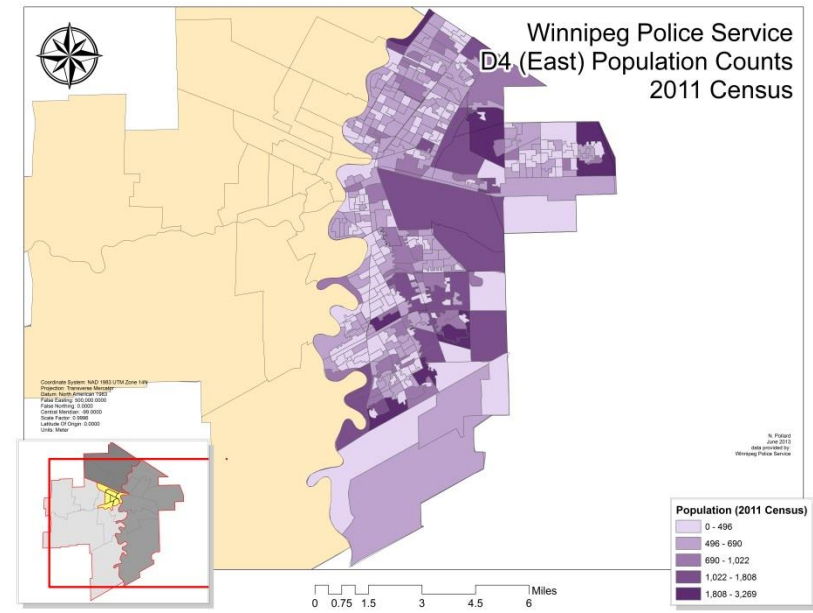 Winnipeg Police Service
D4 (East) Population Counts
2011 Census
Coordinate System: NAD 1983 UTM Zone 14N
Projection: Transverse Mercator
Datum: North American 1983
False Easting: 500,000.0000
False Northing: 0.0000
Central Meridian: -99.0000
Scale Factor: 0.9996
Latitude Of Origin: 0.0000
Units: Meter
N. Pollard
June 2013
data provided by:
Winnipeg Police Service
Population (2011 Census)
0 - 496
496 - 690
690 - 1,022
1,022 - 1,808
1,808 - 3,269
Miles
0 0.75 1.5 3 4.5 6